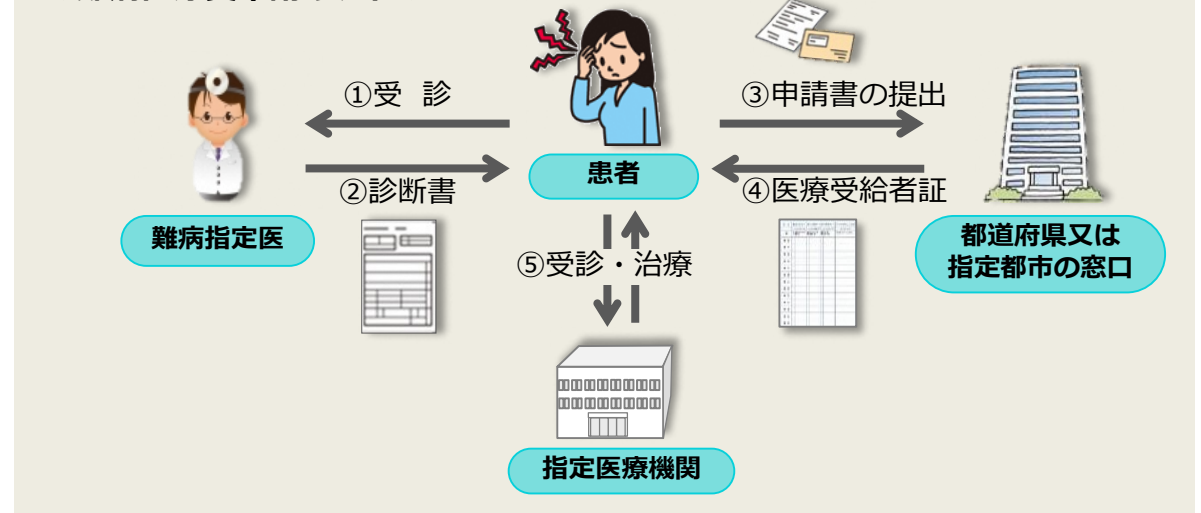 ①受 診
③申請書の提出
②診断書
患者
④医療受給者証
難病指定医
⑤受診・治療
都道府県又は
指定都市の窓口
指定医療機関